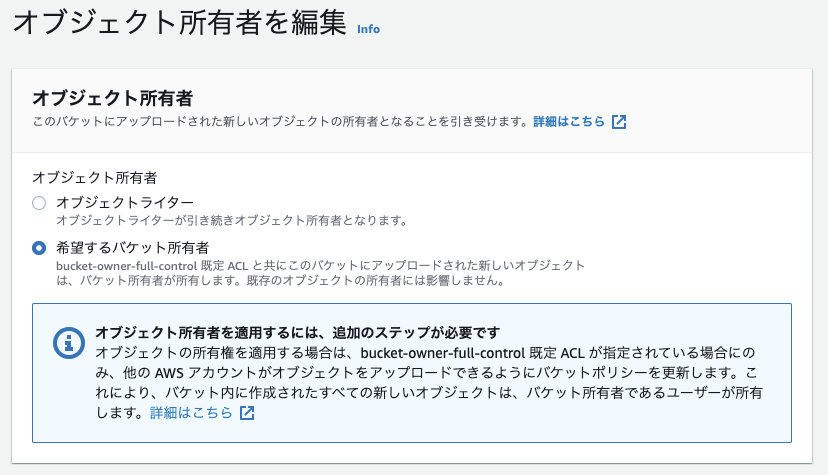 オブジェクト所有者を編集 Info
オブジェクト所有者
このバケットにアップロードされた新しいオブジェクトの所有者となることを引き受けます。詳細はこちら
オブジェクト所有者
オブジェクトライター
オブジェクトライターが引き続きオブジェクト所有者となります。
希望するバケット所有者
bucket-owner-full-control 既定 ACL と共にこのバケットにアップロードされた新しいオブジェクト
は、バケット所有者が所有します。既存のオブジェクトの所有者には影響しません。
オブジェクト所有者を適用するには、追加のステップが必要です
オブジェクトの所有権を適用する場合は、bucket-owner-full-control 既定 ACL が指定されている場合にの
み、他の AWS アカウントがオブジェクトをアップロードできるようにバケットポリシーを更新します。こ
れにより、バケット内に作成されたすべての新しいオブジェクトは、バケット所有者であるユーザーが所有
します。詳細はこちら